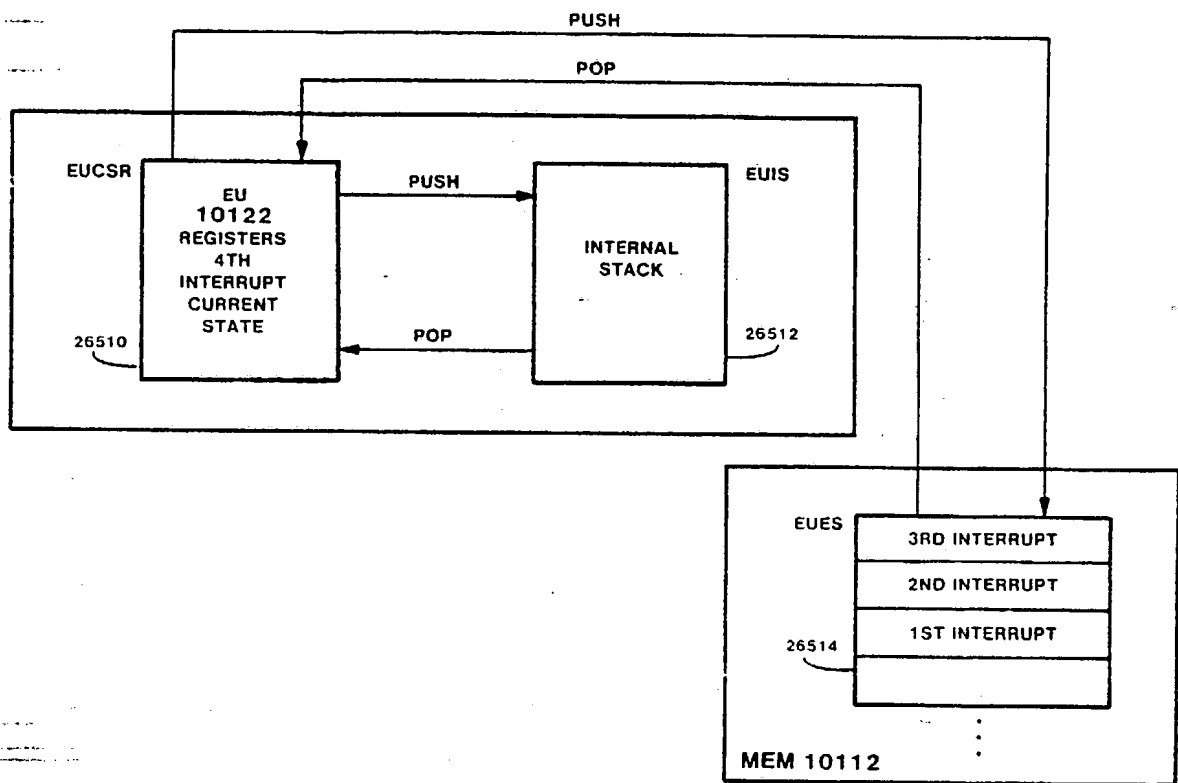 PUSH
POP
EUCSR
EU
10122
REGISTERS
4TH
INTERRUPT
CURRENT
STATE
26510
PUSH
POP
EUIS
INTERNAL
STACK
26512
EUES
3RD INTERRUPT
2ND INTERRUPT
1ST INTERRUPT
26514
MEM 10112